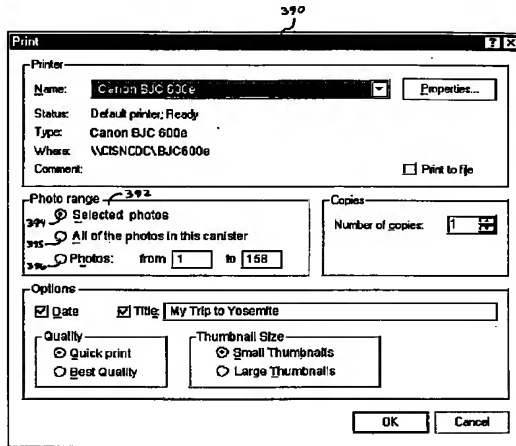 390
Print
Printer
Name: Canon BJC 600e Properties...
Status: Default printer; Ready
Type: Canon BJC 600e
Where: \\CISNCDC\BJC600e
Comment: Print to file
Photo range 392 Copies
394 Selected photos Number of copies: 1
395 All of the photos in this canister
396 Photos: from 1 to 158
Options
Date Title: My Trip to Yosemite
Quality Thumbnail Size
Quick print Small Thumbnails
Best Quality Large Thumbnails
OK Cancel